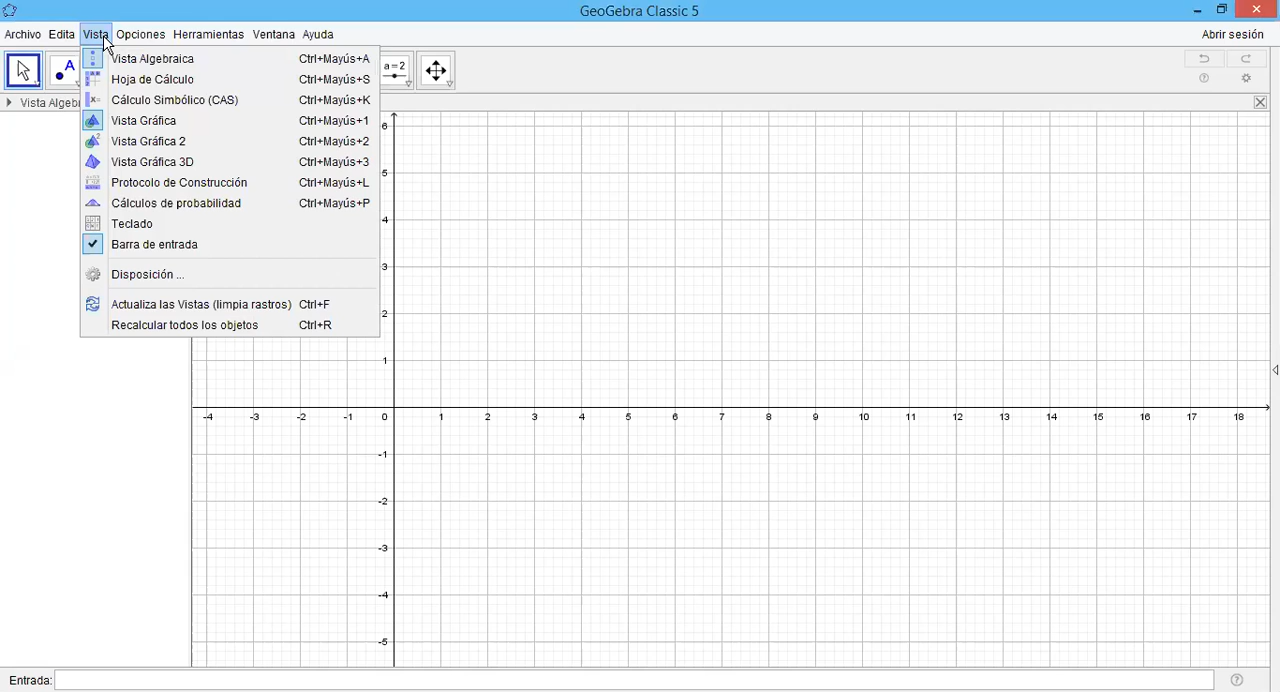 GeoGebra Classic 5
Archivo Edita Vista Opciones Herramientas Ventana Ayuda Abrir sesión
A a=2
Vista Algeb
Vista Algebraica Ctrl+Mayús+A
Hoja de Cálculo Ctrl+Mayús+S
Cálculo Simbólico (CAS) Ctrl+Mayús+K
Vista Gráfica Ctrl+Mayús+1
Vista Gráfica 2 Ctrl+Mayús+2
Vista Gráfica 3D Ctrl+Mayús+3
Protocolo de Construcción Ctrl+Mayús+L
Cálculos de probabilidad Ctrl+Mayús+P
Teclado
Barra de entrada
Disposición ...
Actualiza las Vistas (limpia rastros) Ctrl+F
Recalcular todos los objetos Ctrl+R
6
5
4
3
2
1
-4 -3 -2 -1 0 1 2 3 4 5 6 7 8 9 10 11 12 13 14 15 16 17 18
-1
-2
-3
-4
-5
Entrada: